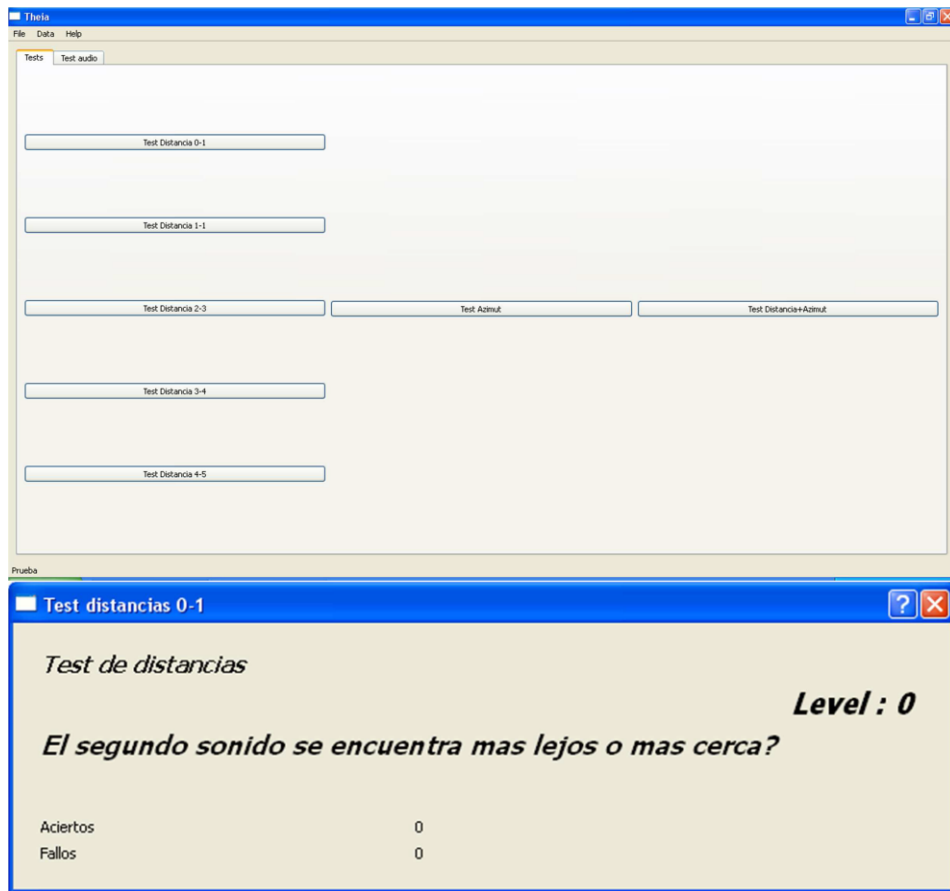 Theia
File Data Help
Tests Test audio
Test Distancia 0-1
Test Distancia 1-1
Test Distancia 2-3 Test Azimut Test Distancia+Azimut
Test Distancia 3-4
Test Distancia 4-5
Prueba
Test distancias 0-1
Test de distancias
Level : 0
El segundo sonido se encuentra mas lejos o mas cerca?
Aciertos 0
Fallos 0